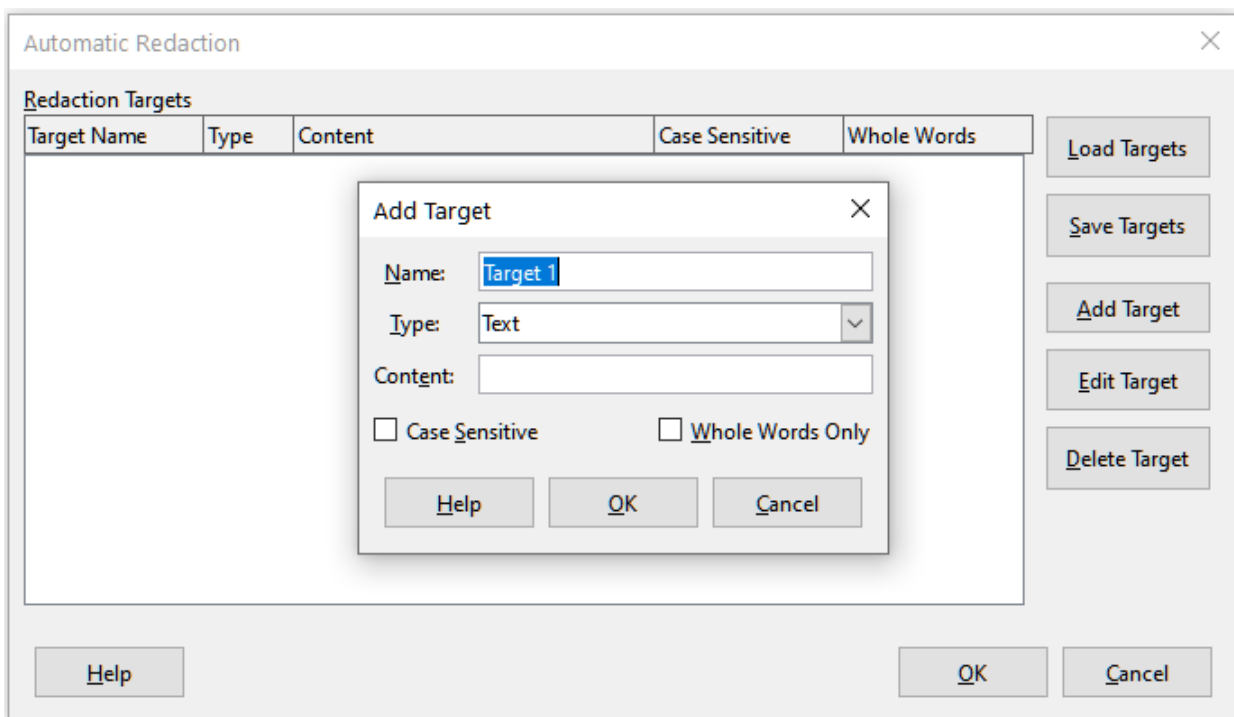 Automatic Redaction
Redaction Targets
Target Name Type Content Case Sensitive Whole Words
Load Targets
Save Targets
Add Target
Edit Target
Delete Target
Add Target
Name: Target 1
Type: Text
Content:
Case Sensitive Whole Words Only
Help OK Cancel
Help OK Cancel